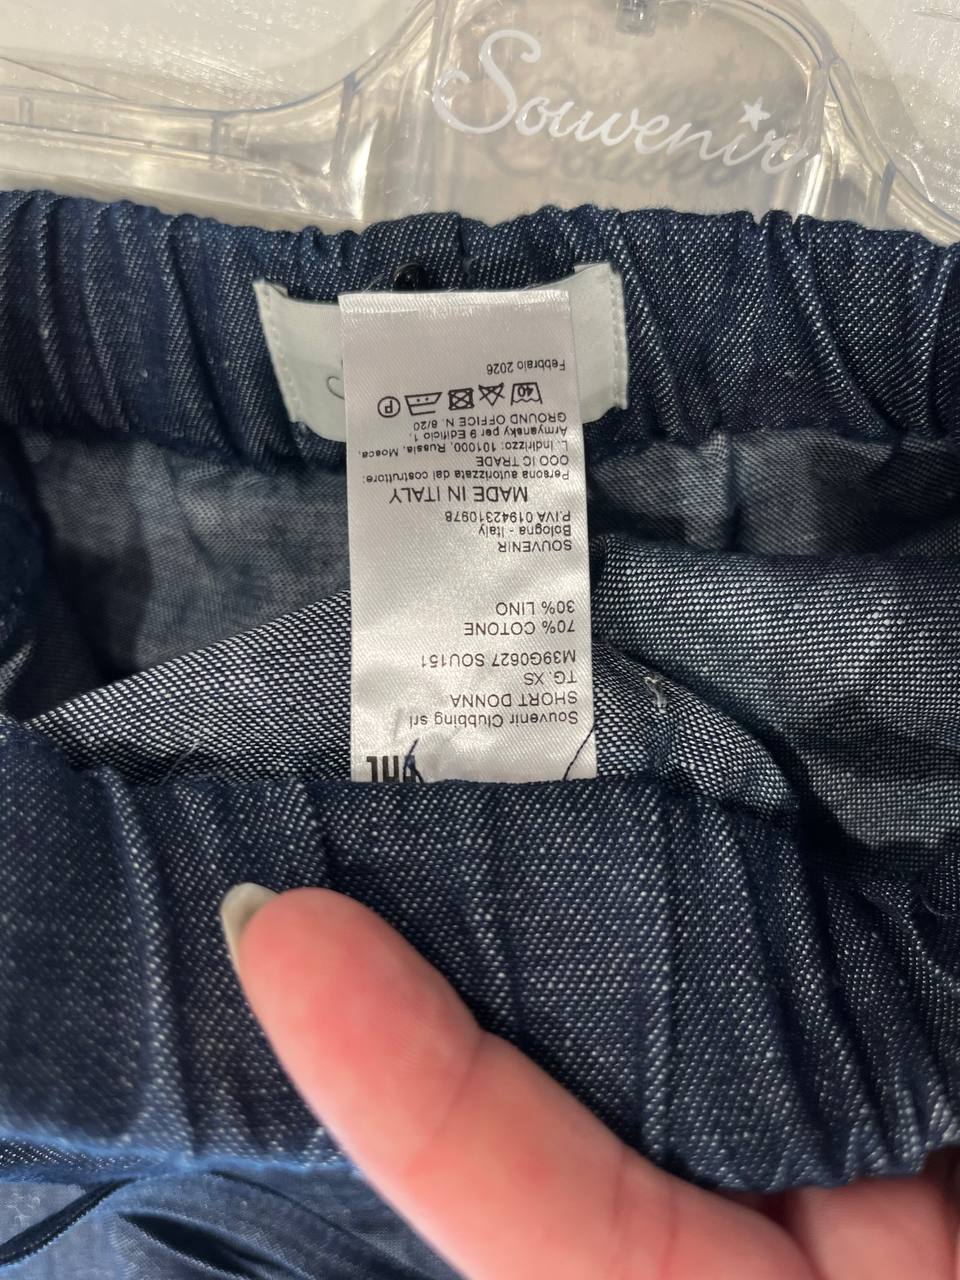 Souvenir
Souvenir Clubbing srl
SHORT DONNA
TG. XS
M39G0627 SOU151
70% COTONE
30% LINO
SOUVENIR
Bologna - Italy
P.IVA 01942310978
MADE IN ITALY
Persona autorizzata dal costruttore:
OOO IC TRADE
L. Indirizzo: 101000, Russia, Mosca,
Armyansky per 9 Edificio 1,
GROUND OFFICE N. 8/20
40
P
Febbraio 2026